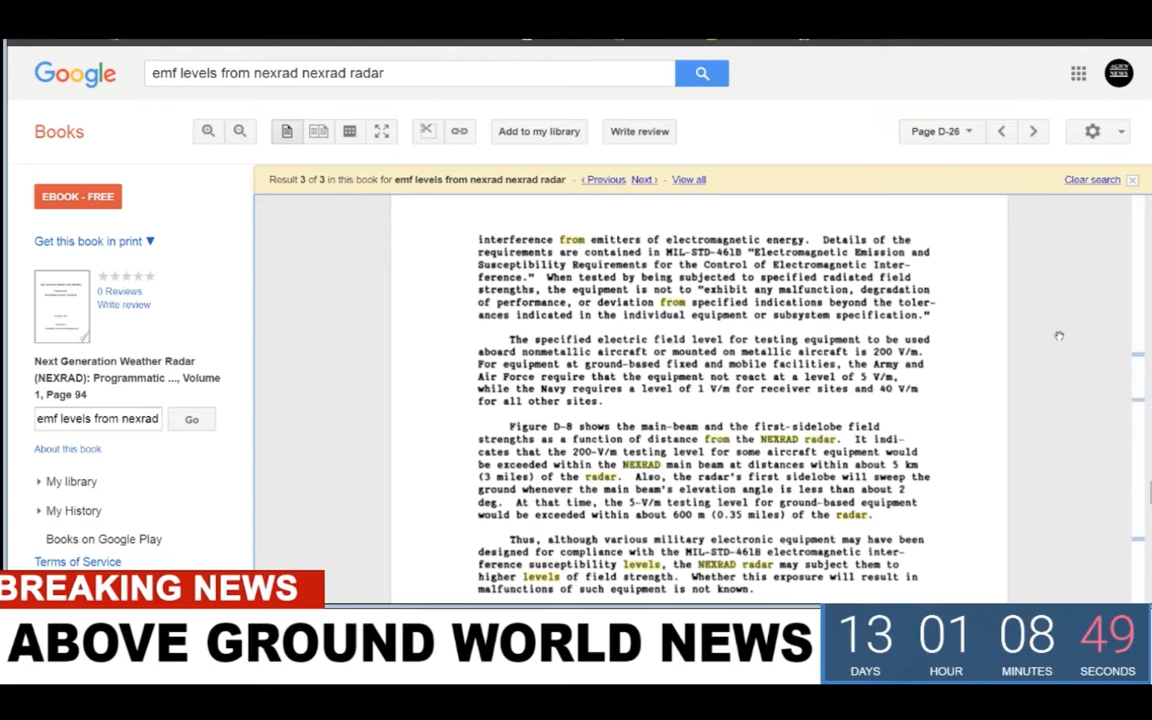 Google
emf levels from nexrad nexrad radar
AGWN
NEWS
Books
Add to my library
Write review
Page D-26
Result 3 of 3 in this book for emf levels from nexrad nexrad radar - ‹ Previous Next › - View all
Clear search
EBOOK - FREE
Get this book in print ▼
0 Reviews
Write review
Next Generation Weather Radar
(NEXRAD): Programmatic ..., Volume
1, Page 94
emf levels from nexrad
Go
About this book
My library
My History
Books on Google Play
Terms of Service
interference from emitters of electromagnetic energy. Details of the
requirements are contained in MIL-STD-461B "Electromagnetic Emission and
Susceptibility Requirements for the Control of Electromagnetic Inter-
ference." When tested by being subjected to specified radiated field
strengths, the equipment is not to "exhibit any malfunction, degradation
of performance, or deviation from specified indications beyond the toler-
ances indicated in the individual equipment or subsystem specification."
The specified electric field level for testing equipment to be used
aboard nonmetallic aircraft or mounted on metallic aircraft is 200 V/m.
For equipment at ground-based fixed and mobile facilities, the Army and
Air Force require that the equipment not react at a level of 5 V/m,
while the Navy requires a level of 1 V/m for receiver sites and 40 V/m
for all other sites.
Figure D-8 shows the main-beam and the first-sidelobe field
strengths as a function of distance from the NEXRAD radar. It indi-
cates that the 200-V/m testing level for some aircraft equipment would
be exceeded within the NEXRAD main beam at distances within about 5 km
(3 miles) of the radar. Also, the radar's first sidelobe will sweep the
ground whenever the main beam's elevation angle is less than about 2
deg. At that time, the 5-V/m testing level for ground-based equipment
would be exceeded within about 600 m (0.35 miles) of the radar.
Thus, although various military electronic equipment may have been
designed for compliance with the MIL-STD-461B electromagnetic inter-
ference susceptibility levels, the NEXRAD radar may subject them to
higher levels of field strength. Whether this exposure will result in
malfunctions of such equipment is not known.
BREAKING NEWS
ABOVE GROUND WORLD NEWS
13 01 08 49
DAYS HOUR MINUTES SECONDS